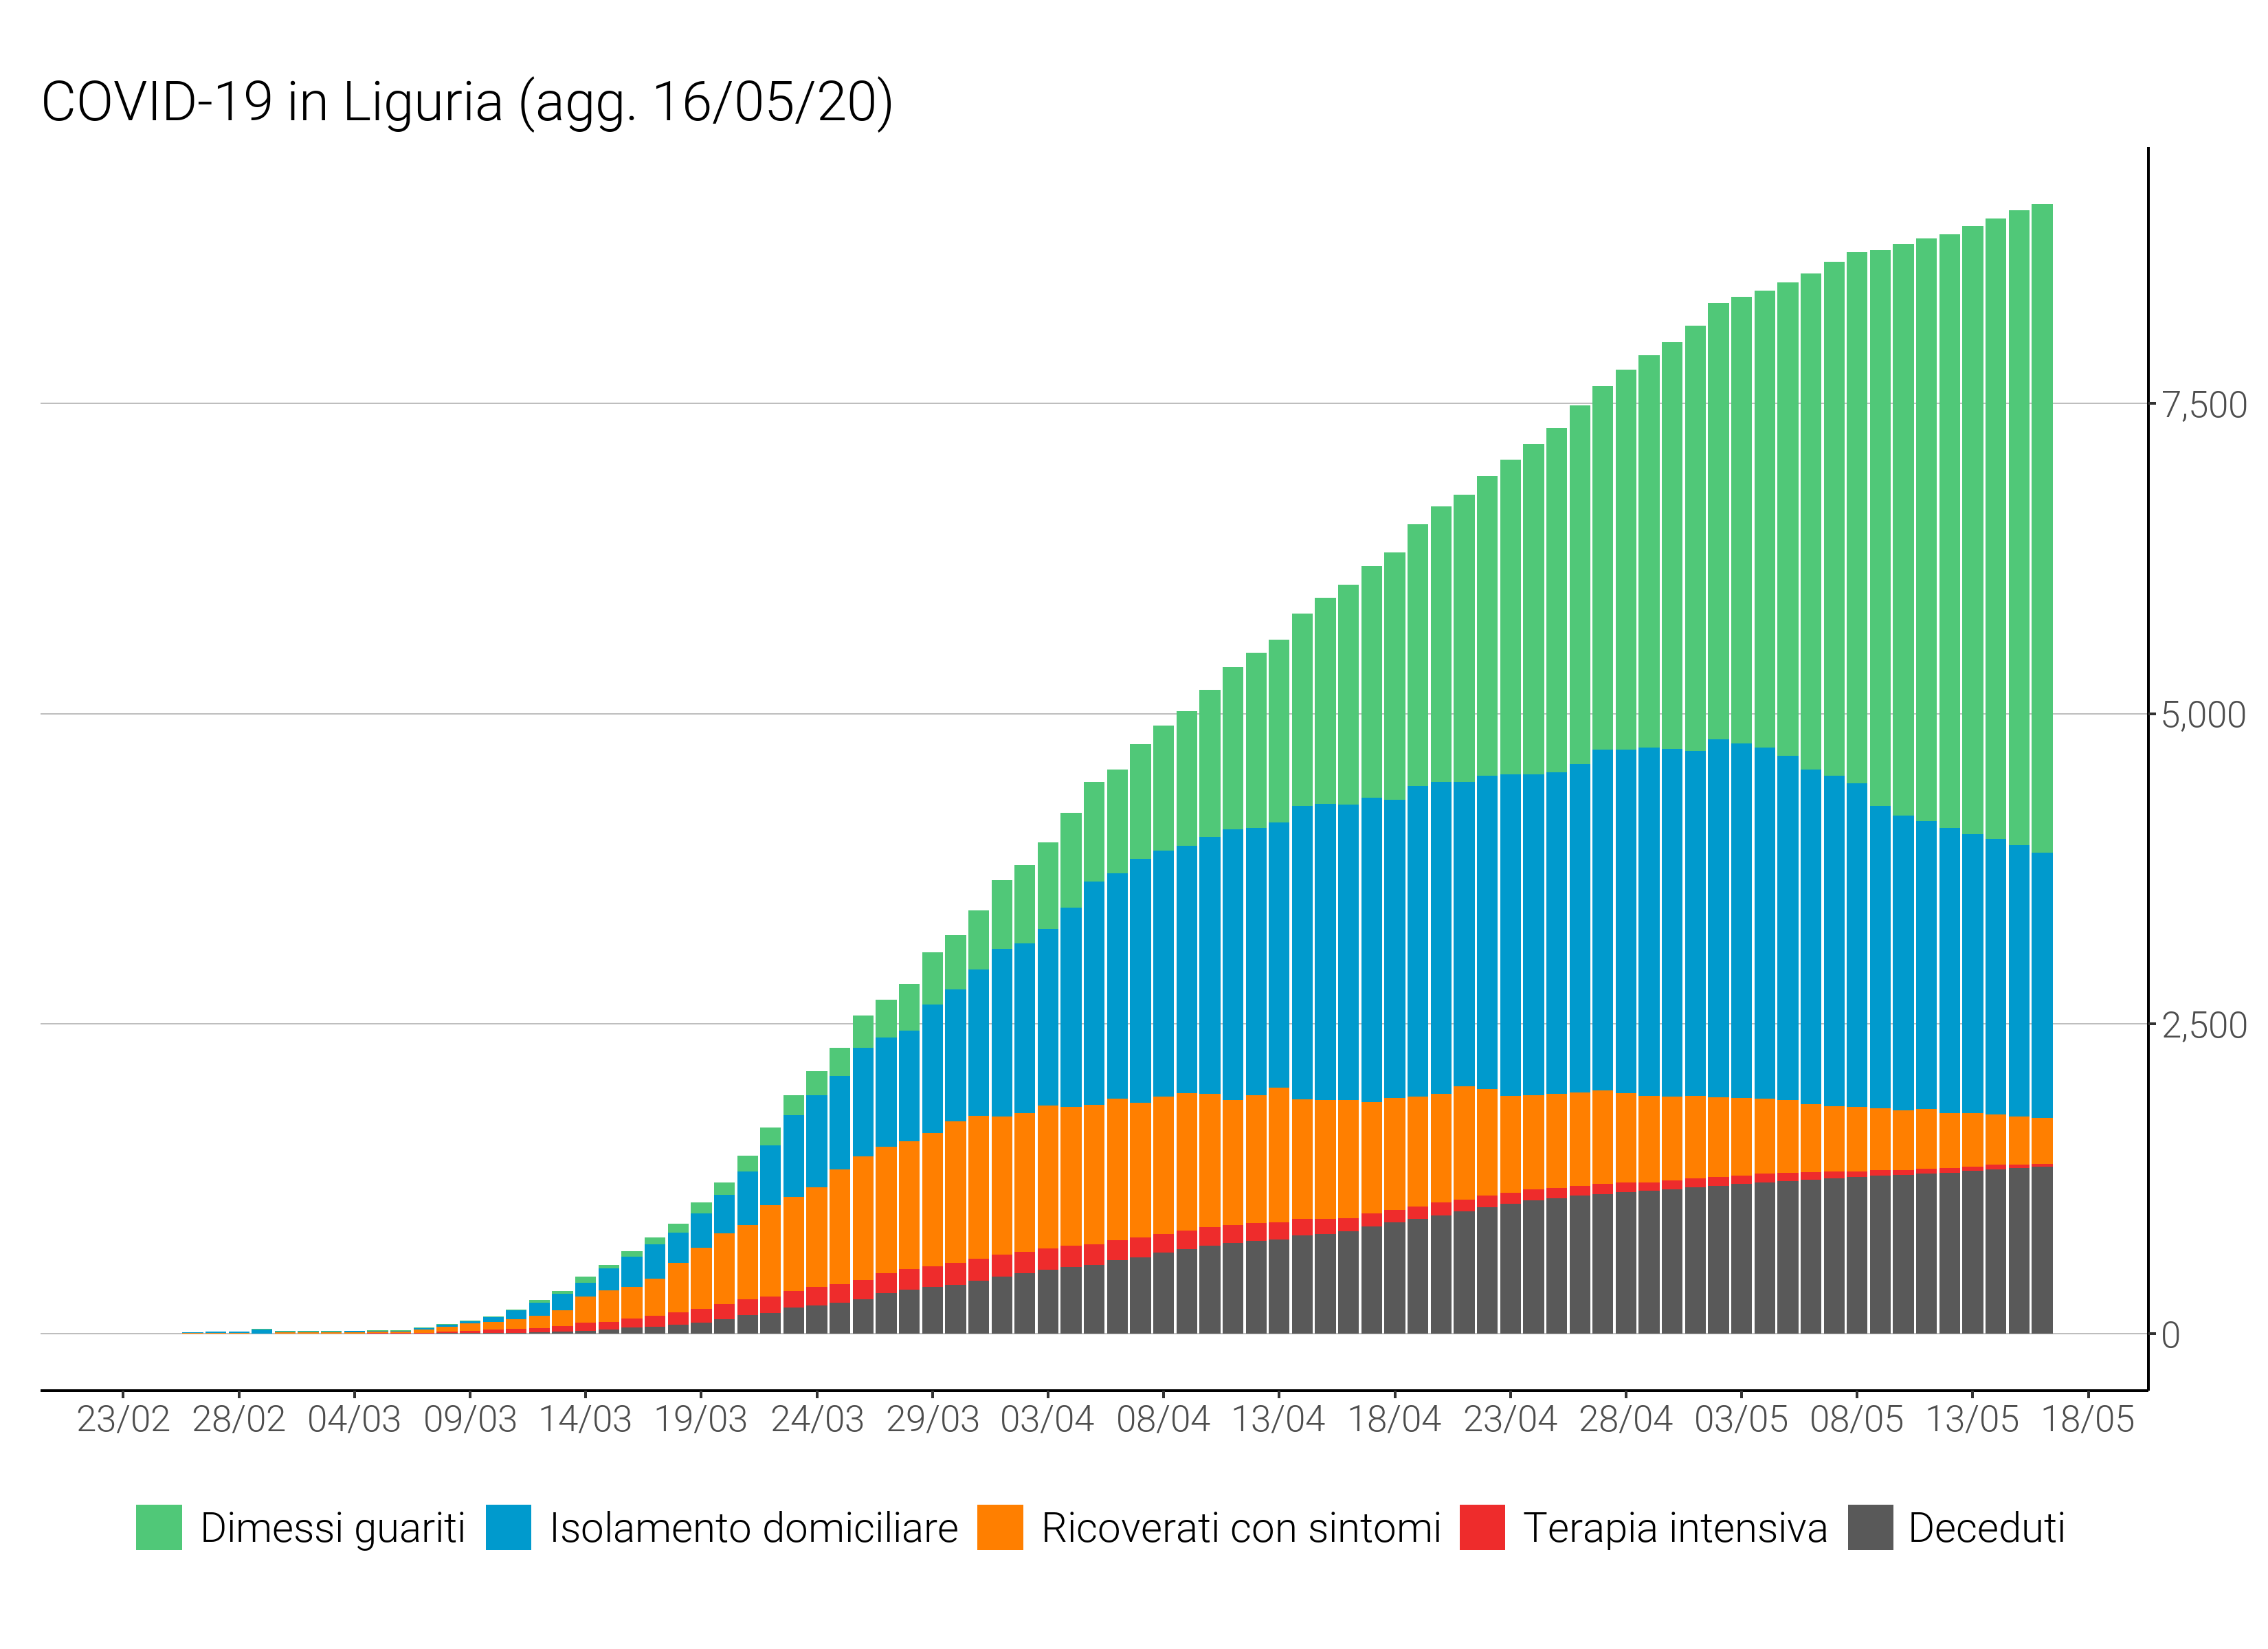 COVID-19 in Liguria (agg. 16/05/20)
7,500
5,000
2,500
0
23/02 28/02 04/03 09/03 14/03 19/03 24/03 29/03 03/04 08/04 13/04 18/04 23/04 28/04 03/05 08/05 13/05 18/05
Dimessi guariti Isolamento domiciliare Ricoverati con sintomi Terapia intensiva Deceduti